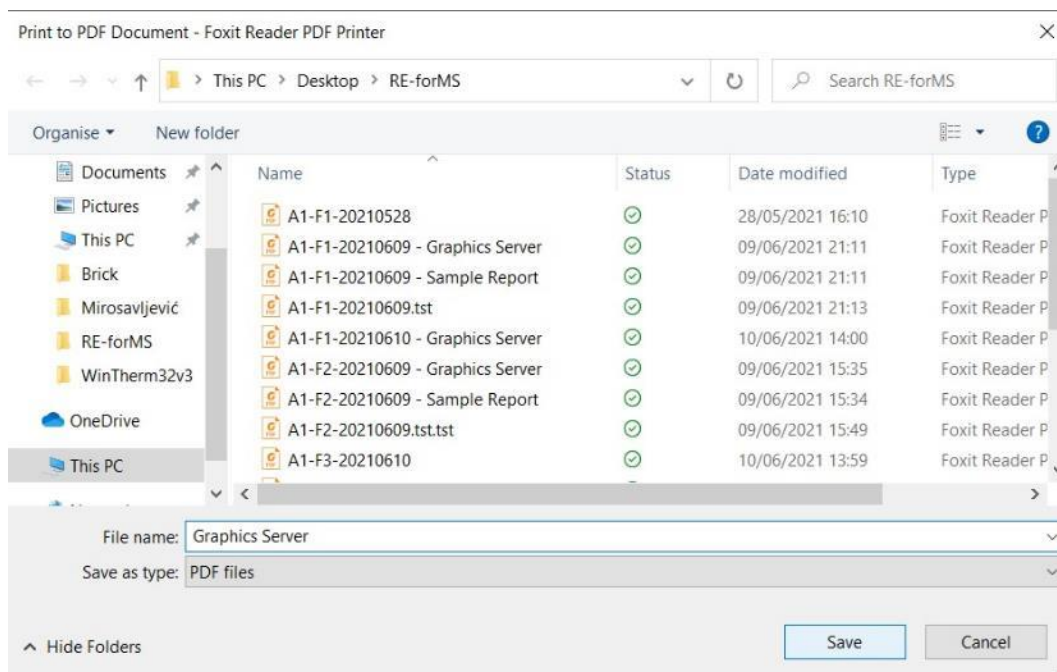 Print to PDF Document - Foxit Reader PDF Printer
This PC > Desktop > RE-forMS
Search RE-forMS
Organise
New folder
Documents
Pictures
This PC
Brick
Mirosavljević
RE-forMS
WinTherm32v3
OneDrive
This PC
Name Status Date modified Type
A1-F1-20210528 28/05/2021 16:10 Foxit Reader P
A1-F1-20210609 - Graphics Server 09/06/2021 21:11 Foxit Reader P
A1-F1-20210609 - Sample Report 09/06/2021 21:11 Foxit Reader P
A1-F1-20210609.tst 09/06/2021 21:13 Foxit Reader P
A1-F1-20210610 - Graphics Server 10/06/2021 14:00 Foxit Reader P
A1-F2-20210609 - Graphics Server 09/06/2021 15:35 Foxit Reader P
A1-F2-20210609 - Sample Report 09/06/2021 15:34 Foxit Reader P
A1-F2-20210609.tst.tst 09/06/2021 15:49 Foxit Reader P
A1-F3-20210610 10/06/2021 13:59 Foxit Reader P
File name: Graphics Server
Save as type: PDF files
Hide Folders
Save
Cancel